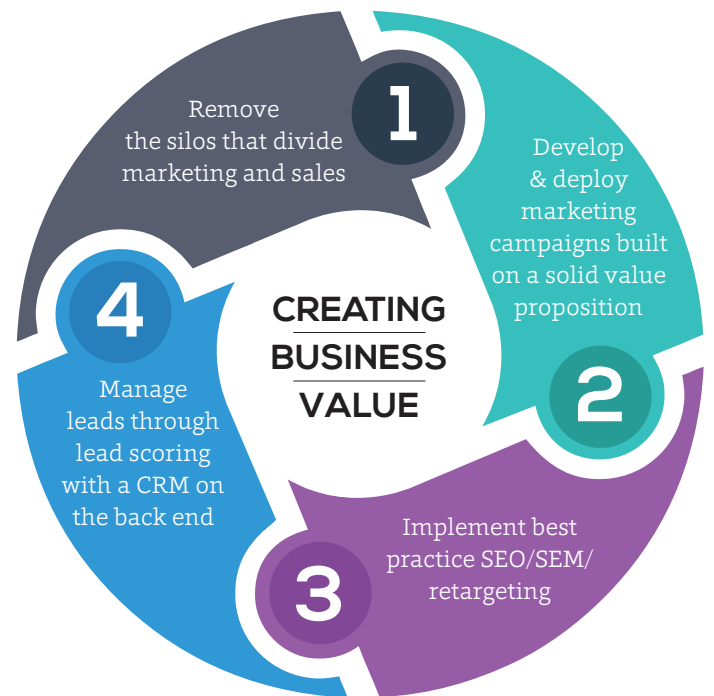 1
Remove
the silos that divide
marketing and sales
Develop
& deploy
marketing
campaigns built
on a solid value
proposition
2
Implement best
practice SEO/SEM/
retargeting
3
4
Manage
leads through
lead scoring
with a CRM on
the back end
CREATING
BUSINESS
VALUE